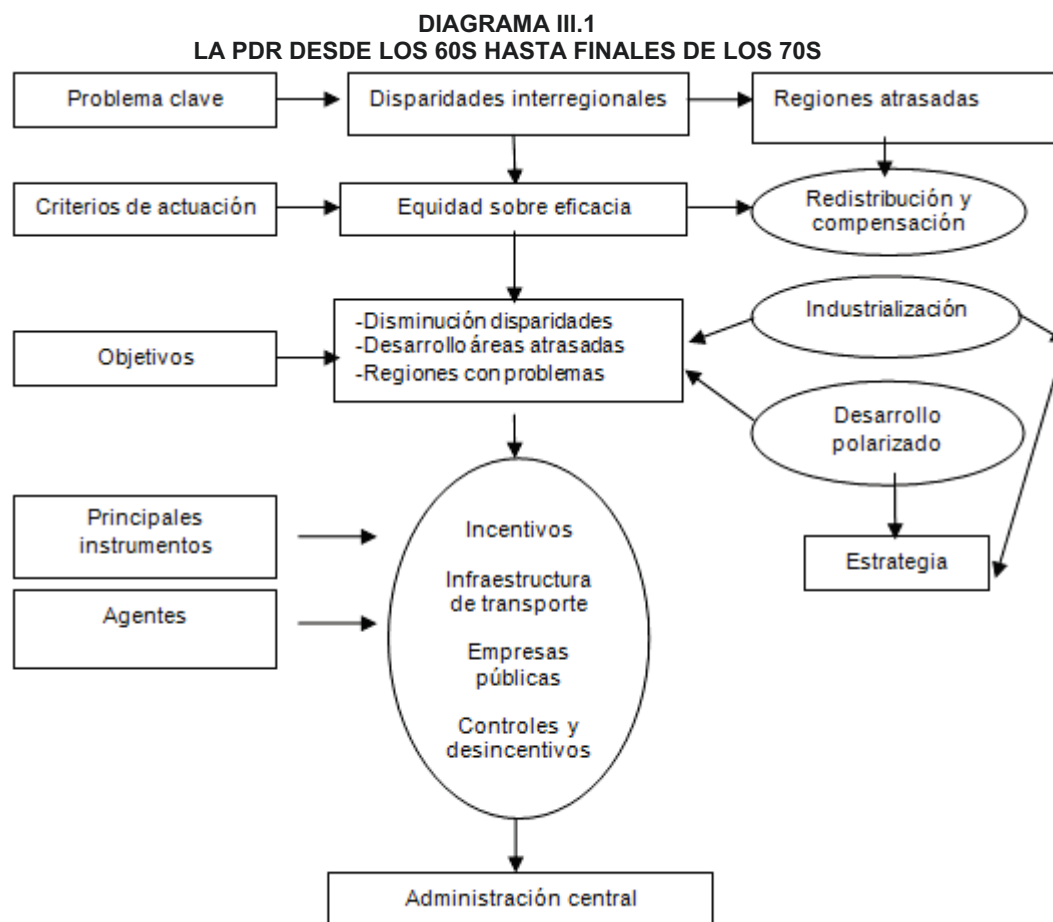 DIAGRAMA III.1
LA PDR DESDE LOS 60S HASTA FINALES DE LOS 70S
Problema clave
Disparidades interregionales
Regiones atrasadas
Criterios de actuación
Equidad sobre eficacia
Redistribución y
compensación
Objetivos
-Disminución disparidades
-Desarrollo áreas atrasadas
-Regiones con problemas
Industrialización
Desarrollo
polarizado
Estrategia
Principales
instrumentos
Agentes
Incentivos
Infraestructura
de transporte
Empresas
públicas
Controles y
desincentivos
Administración central